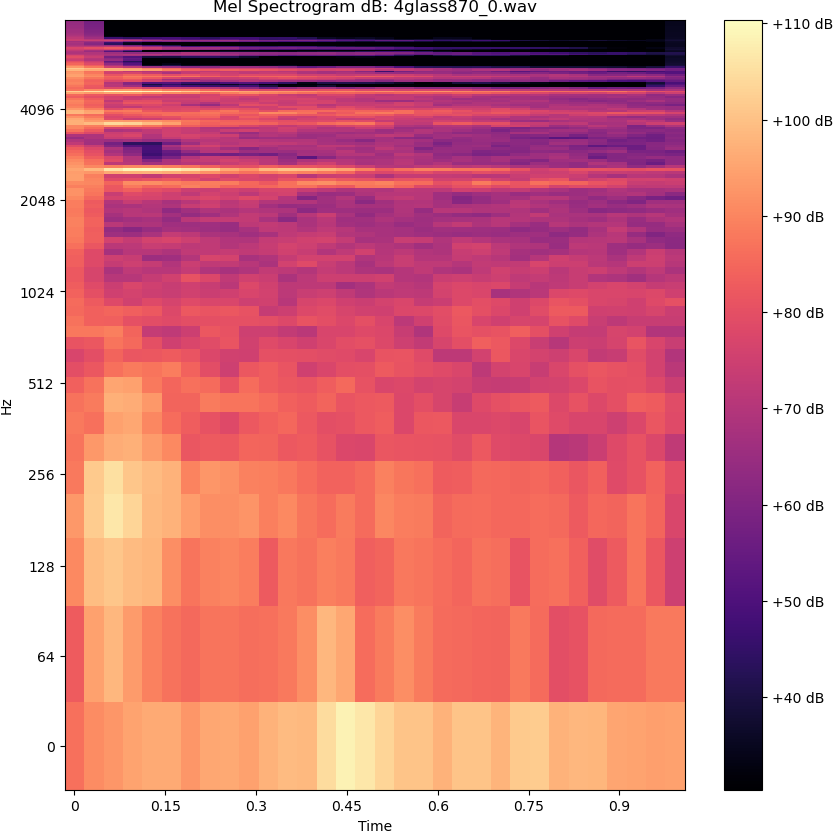 Mel Spectrogram dB: 4glass870_0.wav
Hz
4096
2048
1024
512
256
128
64
0
0
0.15
0.3
0.45
0.6
0.75
0.9
Time
+110 dB
+100 dB
+90 dB
+80 dB
+70 dB
+60 dB
+50 dB
+40 dB